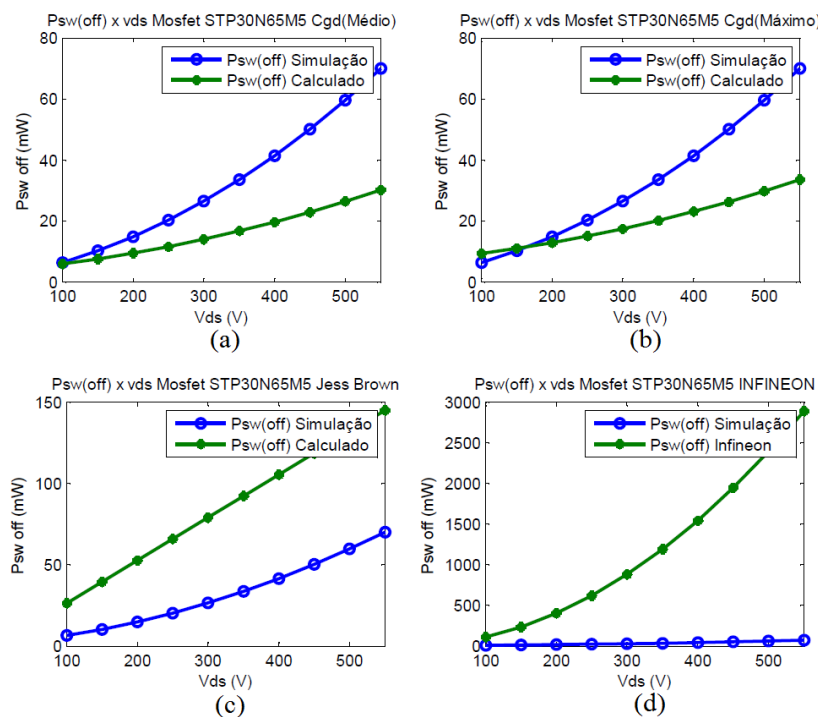 Psw(off) x vds Mosfet STP30N65M5 Cgd(Médio)
80
60
40
20
0
Psw off (mW)
Psw(off) Simulação
Psw(off) Calculado
100 200 300 400 500
Vds (V)
(a)
Psw(off) x vds Mosfet STP30N65M5 Cgd(Máximo)
80
60
40
20
0
Psw off (mW)
Psw(off) Simulação
Psw(off) Calculado
100 200 300 400 500
Vds (V)
(b)
Psw(off) x vds Mosfet STP30N65M5 Jess Brown
150
100
50
0
Psw off (mW)
Psw(off) Simulação
Psw(off) Calculado
100 200 300 400 500
Vds (V)
(c)
Psw(off) x vds Mosfet STP30N65M5 INFINEON
3000
2500
2000
1500
1000
500
0
Psw off (mW)
Psw(off) Simulação
Psw(off) Infineon
100 200 300 400 500
Vds (V)
(d)